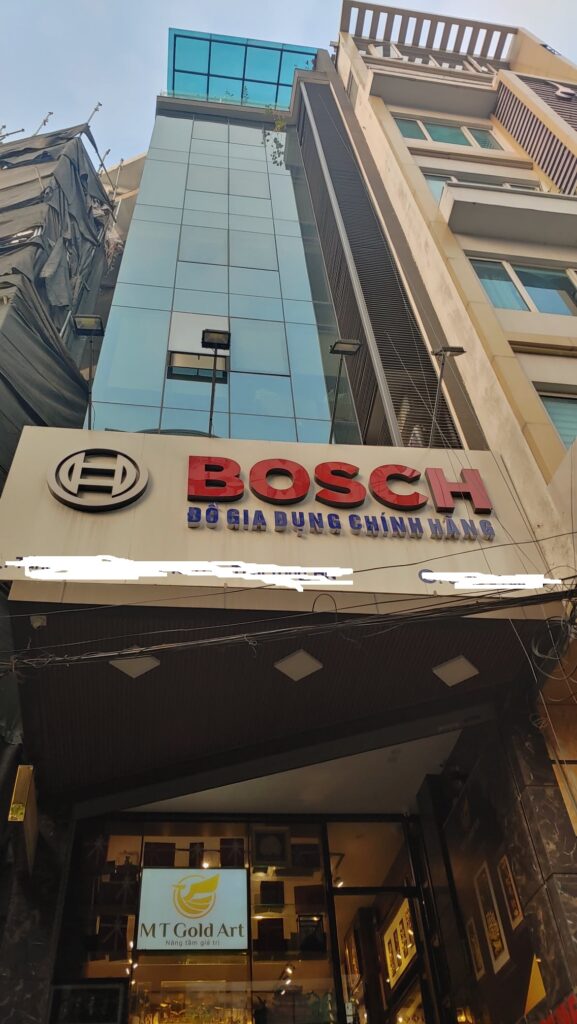 BOSCH
ĐỒ GIA DỤNG CHÍNH HÃNG
MT Gold Art
Nâng tầm giá trị